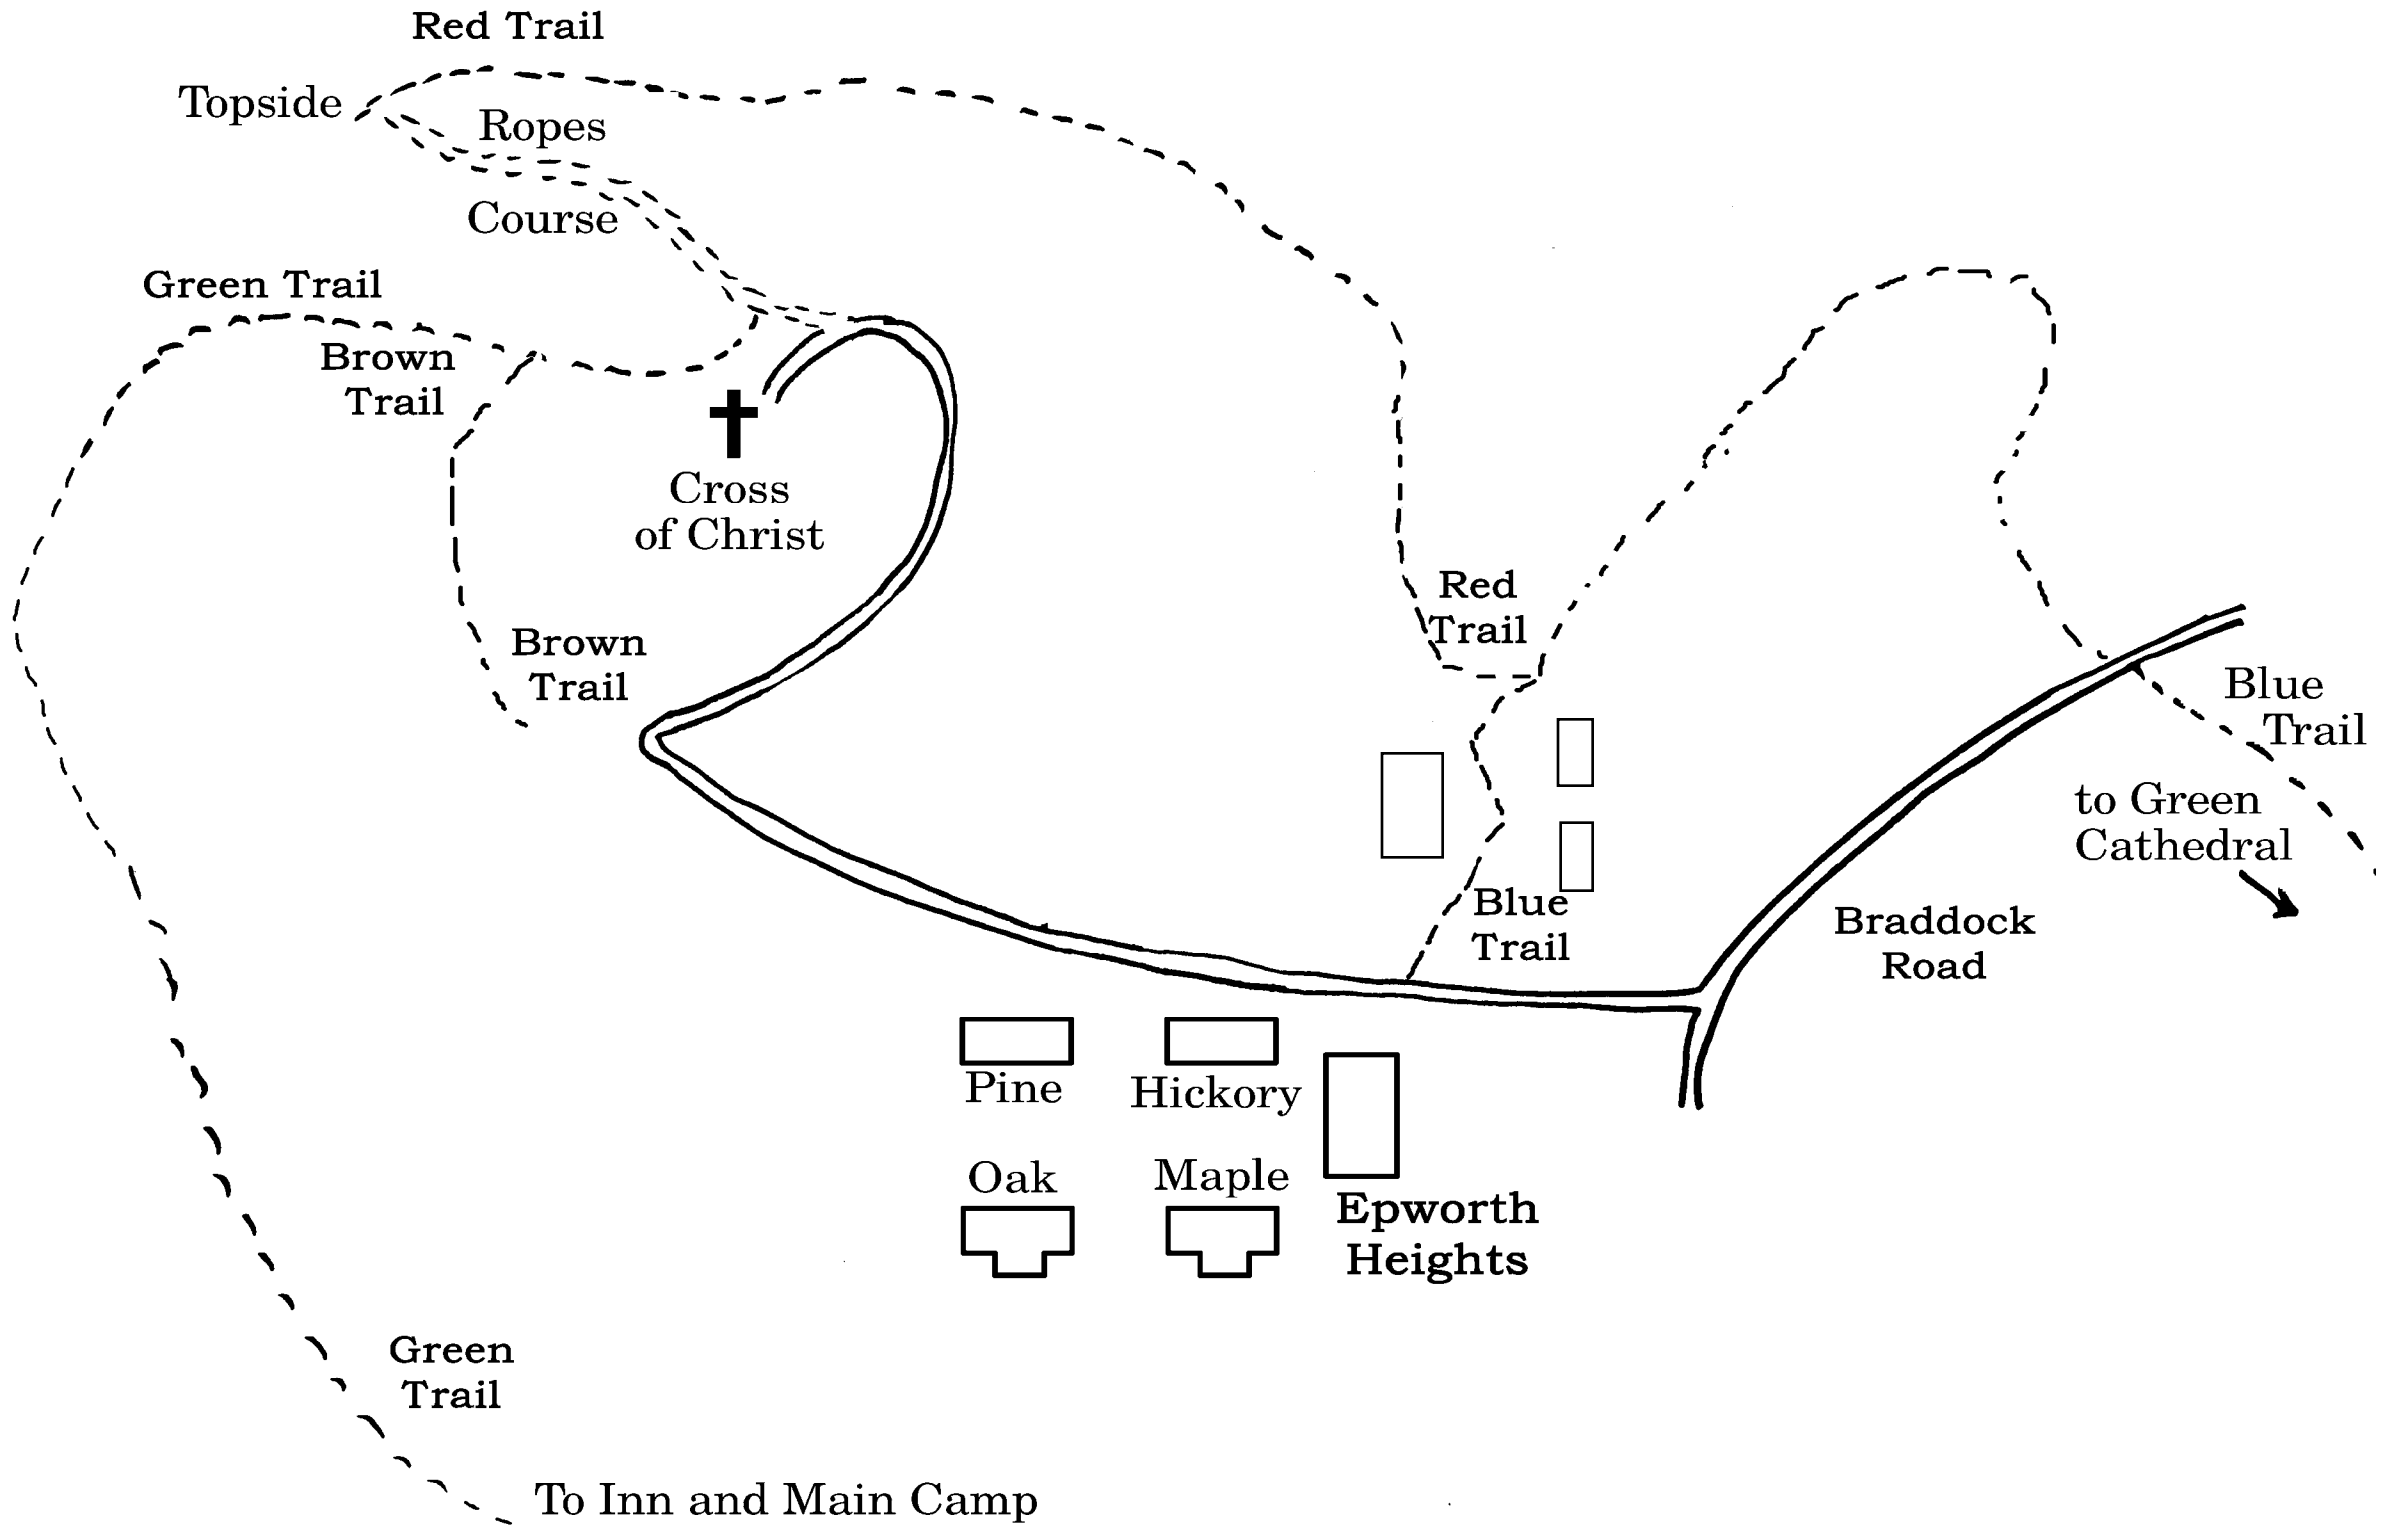 Red Trail
Topside
Ropes
Course
Green Trail
Brown
Trail
Cross
of Christ
Brown
Trail
Red
Trail
Blue
Trail
to Green
Cathedral
Blue
Trail
Braddock
Road
Pine
Hickory
Oak
Maple
Epworth
Heights
Green
Trail
To Inn and Main Camp